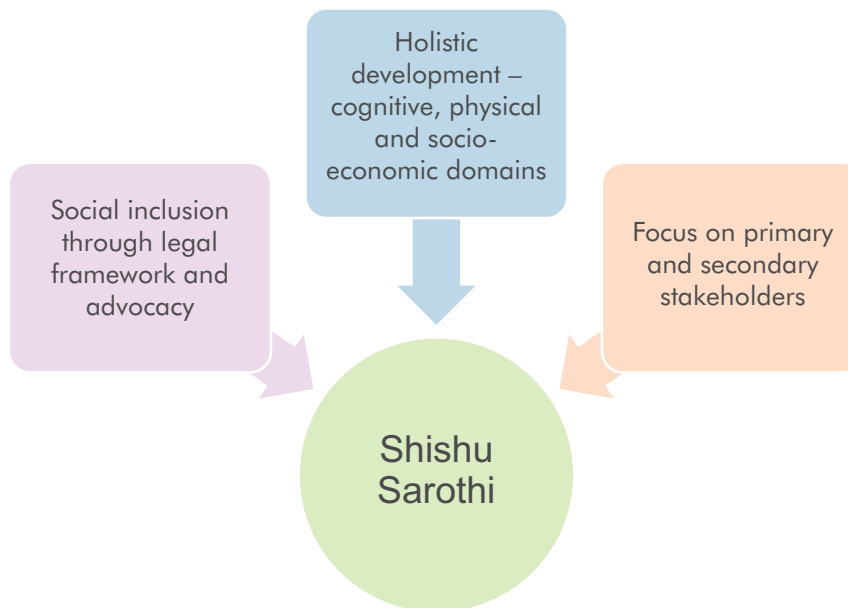 Holistic
development –
cognitive, physical
and socio-
economic domains
Social inclusion
through legal
framework and
advocacy
Focus on primary
and secondary
stakeholders
Shishu
Sarothi